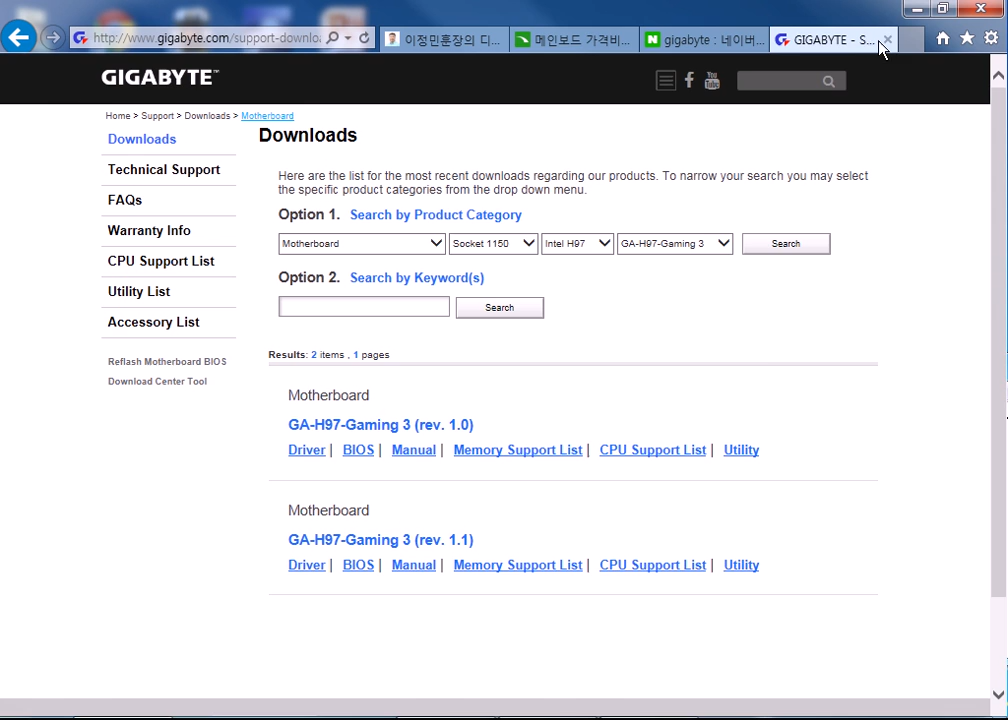 http://www.gigabyte.com/support-downlo
이정민훈장의 디...
메인보드 가격비...
gigabyte : 네이버...
GIGABYTE - S...
GIGABYTE™
You Tube
Home > Support > Downloads > Motherboard
Downloads
Technical Support
FAQs
Warranty Info
CPU Support List
Utility List
Accessory List
Reflash Motherboard BIOS
Download Center Tool
Downloads
Here are the list for the most recent downloads regarding our products. To narrow your search you may select
the specific product categories from the drop down menu.
Option 1. Search by Product Category
Motherboard Socket 1150 Intel H97 GA-H97-Gaming 3 Search
Option 2. Search by Keyword(s)
Search
Results: 2 items , 1 pages
Motherboard
GA-H97-Gaming 3 (rev. 1.0)
Driver | BIOS | Manual | Memory Support List | CPU Support List | Utility
Motherboard
GA-H97-Gaming 3 (rev. 1.1)
Driver | BIOS | Manual | Memory Support List | CPU Support List | Utility